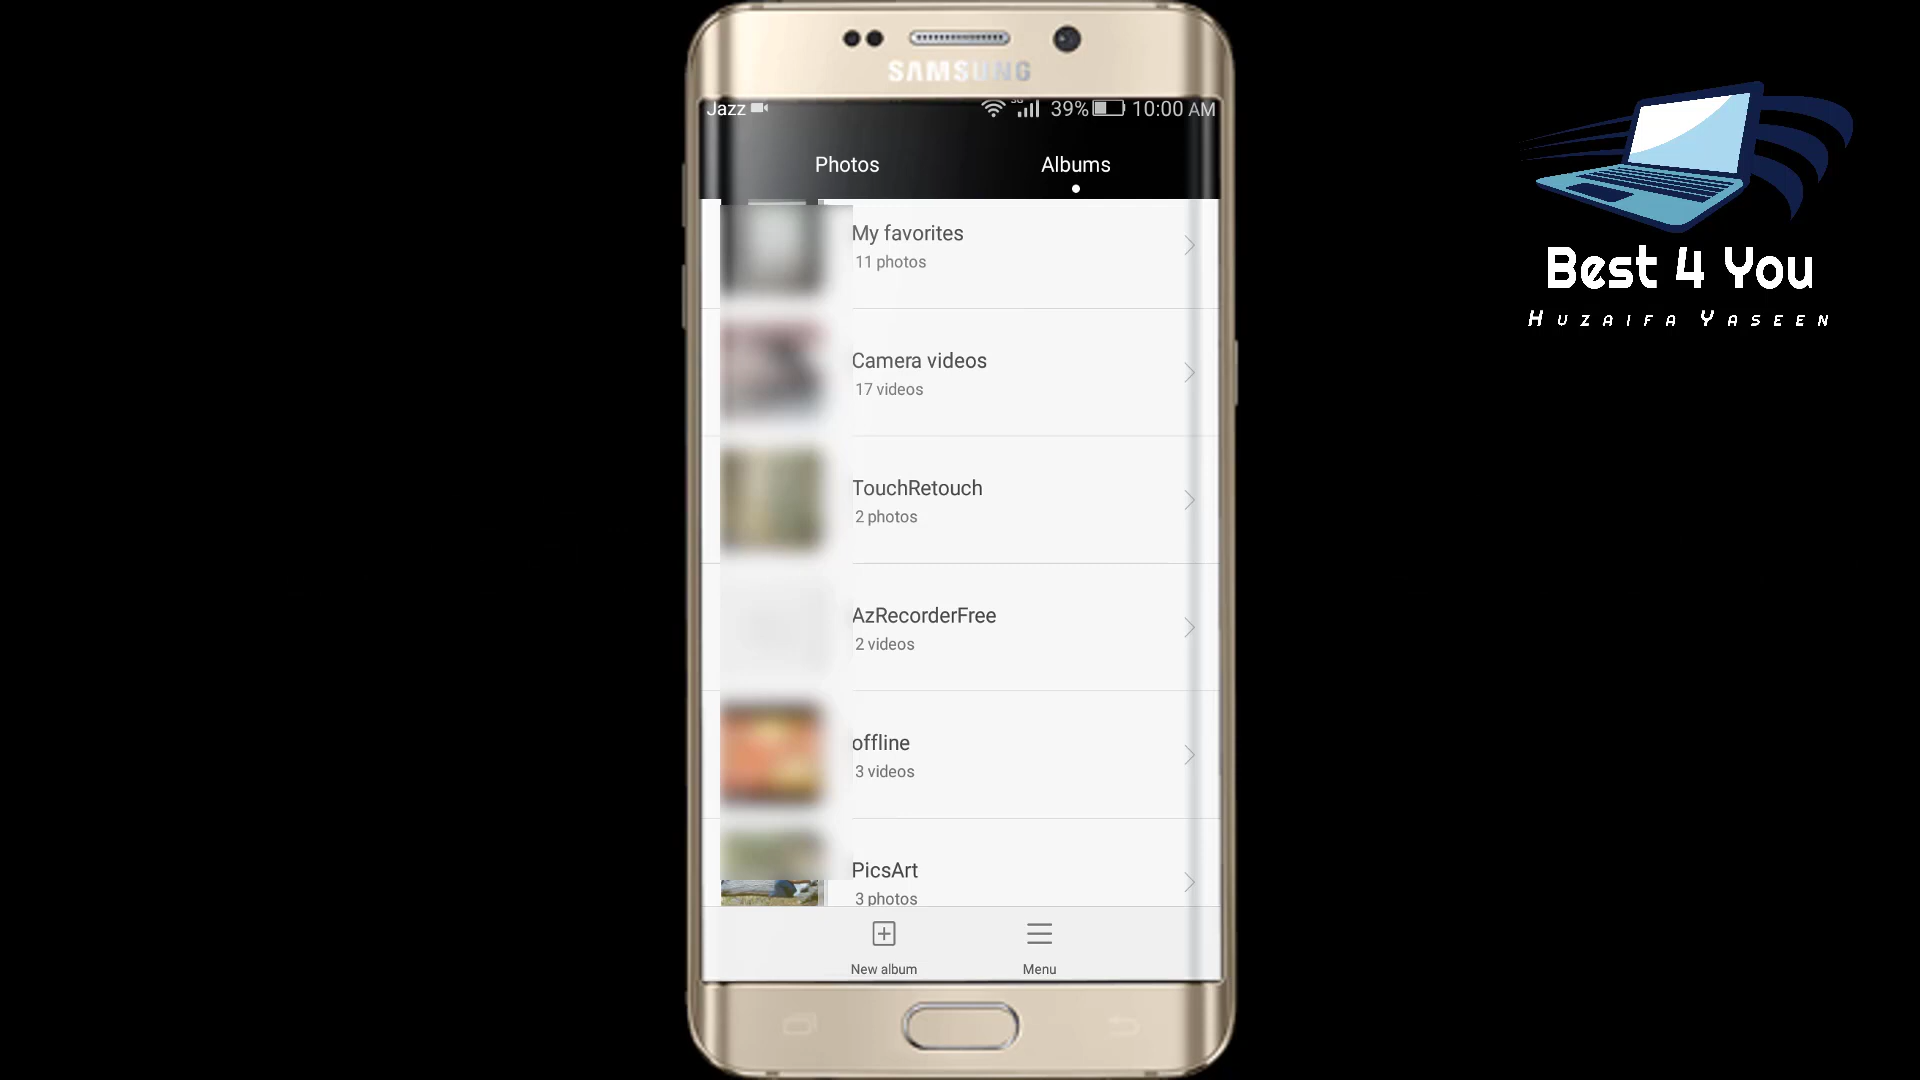 SAMSUNG
Jazz
39% 10:00 AM
Photos Albums
My favorites
11 photos
Camera videos
17 videos
TouchRetouch
2 photos
AzRecorderFree
2 videos
offline
3 videos
PicsArt
3 photos
New album Menu
Best 4 You
Huzaifa Yaseen